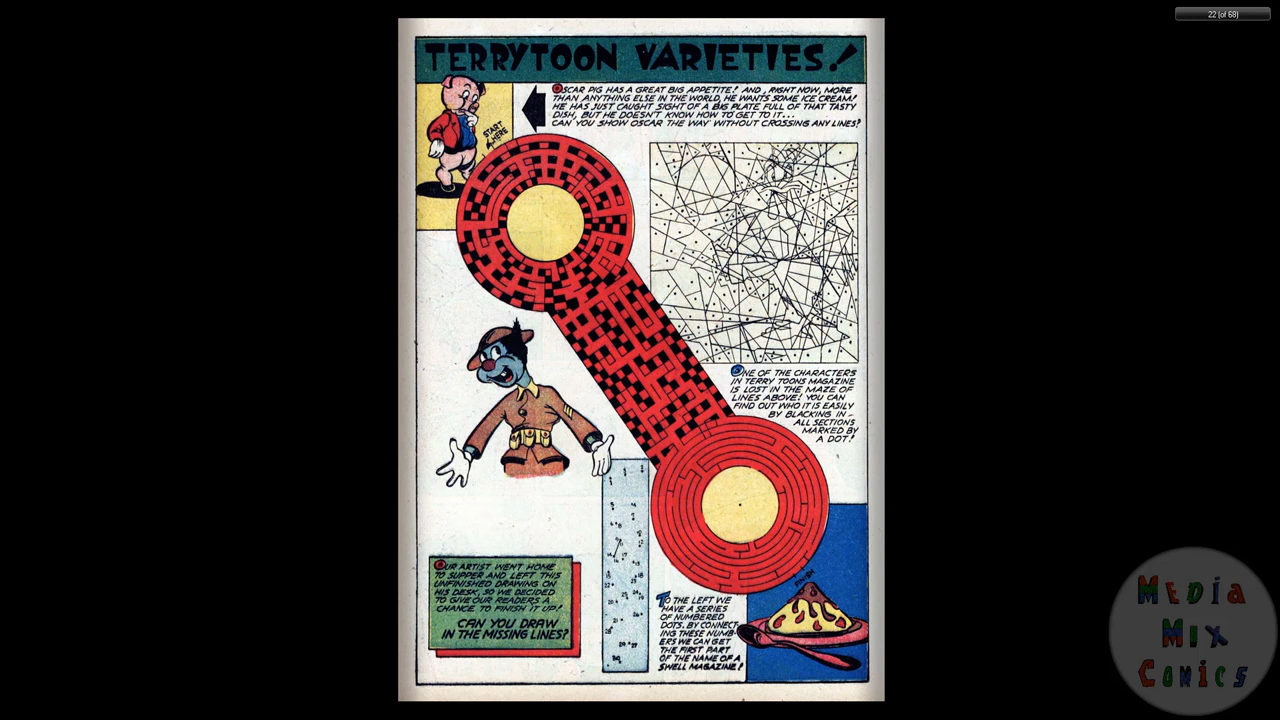 22 (of 68)
TERRYTOON VARIETIES!
OSCAR PIG HAS A GREAT BIG APPETITE! AND, RIGHT NOW, MORE
THAN ANYTHING ELSE IN THE WORLD, HE WANTS SOME ICE CREAM!
HE HAS JUST CAUGHT SIGHT OF A BIG PLATE FULL OF THAT TASTY
DISH, BUT HE DOESN'T KNOW HOW TO GET TO IT...
CAN YOU SHOW OSCAR THE WAY WITHOUT CROSSING ANY LINES?
START
HERE
ONE OF THE CHARACTERS
IN TERRY TOONS MAGAZINE
IS LOST IN THE MAZE OF
LINES ABOVE! YOU CAN
FIND OUT WHO IT IS EASILY
BY BLACKING IN -
ALL SECTIONS
MARKED BY
A DOT!
OUR ARTIST WENT HOME
TO SUPPER AND LEFT THIS
UNFINISHED DRAWING ON
HIS DESK, SO WE DECIDED
TO GIVE OUR READERS A
CHANCE TO FINISH IT UP!
CAN YOU DRAW
IN THE MISSING LINES?
TO THE LEFT WE
HAVE A SERIES
OF NUMBERED
DOTS. BY CONNECT-
ING THESE NUMB-
ERS WE CAN GET
THE FIRST PART
OF THE NAME OF A
SWELL MAGAZINE!
FINISH
MEDiA
MiX
COMiCS